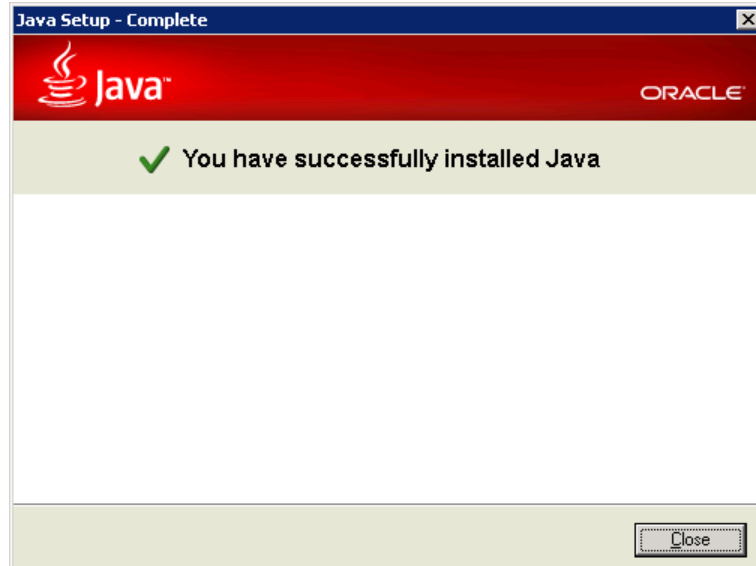 Java Setup - Complete
Java™
ORACLE®
You have successfully installed Java
Close